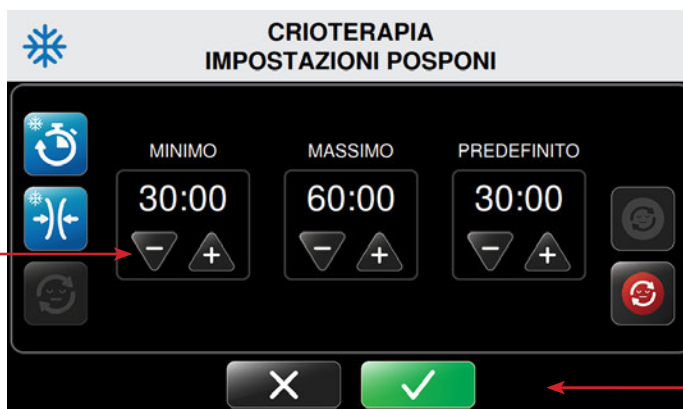 CRIOTERAPIA
IMPOSTAZIONI POSPONI
MINIMO MASSIMO PREDEFINITO
30:00 60:00 30:00